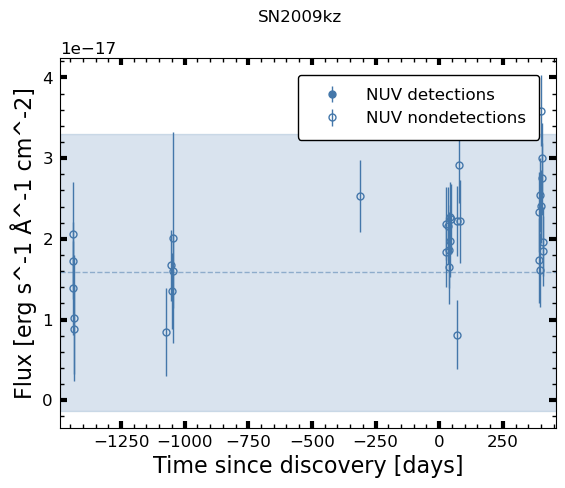 SN2009kz
1e−17
NUV detections
NUV nondetections
4
3
2
1
0
Flux [erg s^-1 Å^-1 cm^-2]
−1250 −1000 −750 −500 −250 0 250
Time since discovery [days]